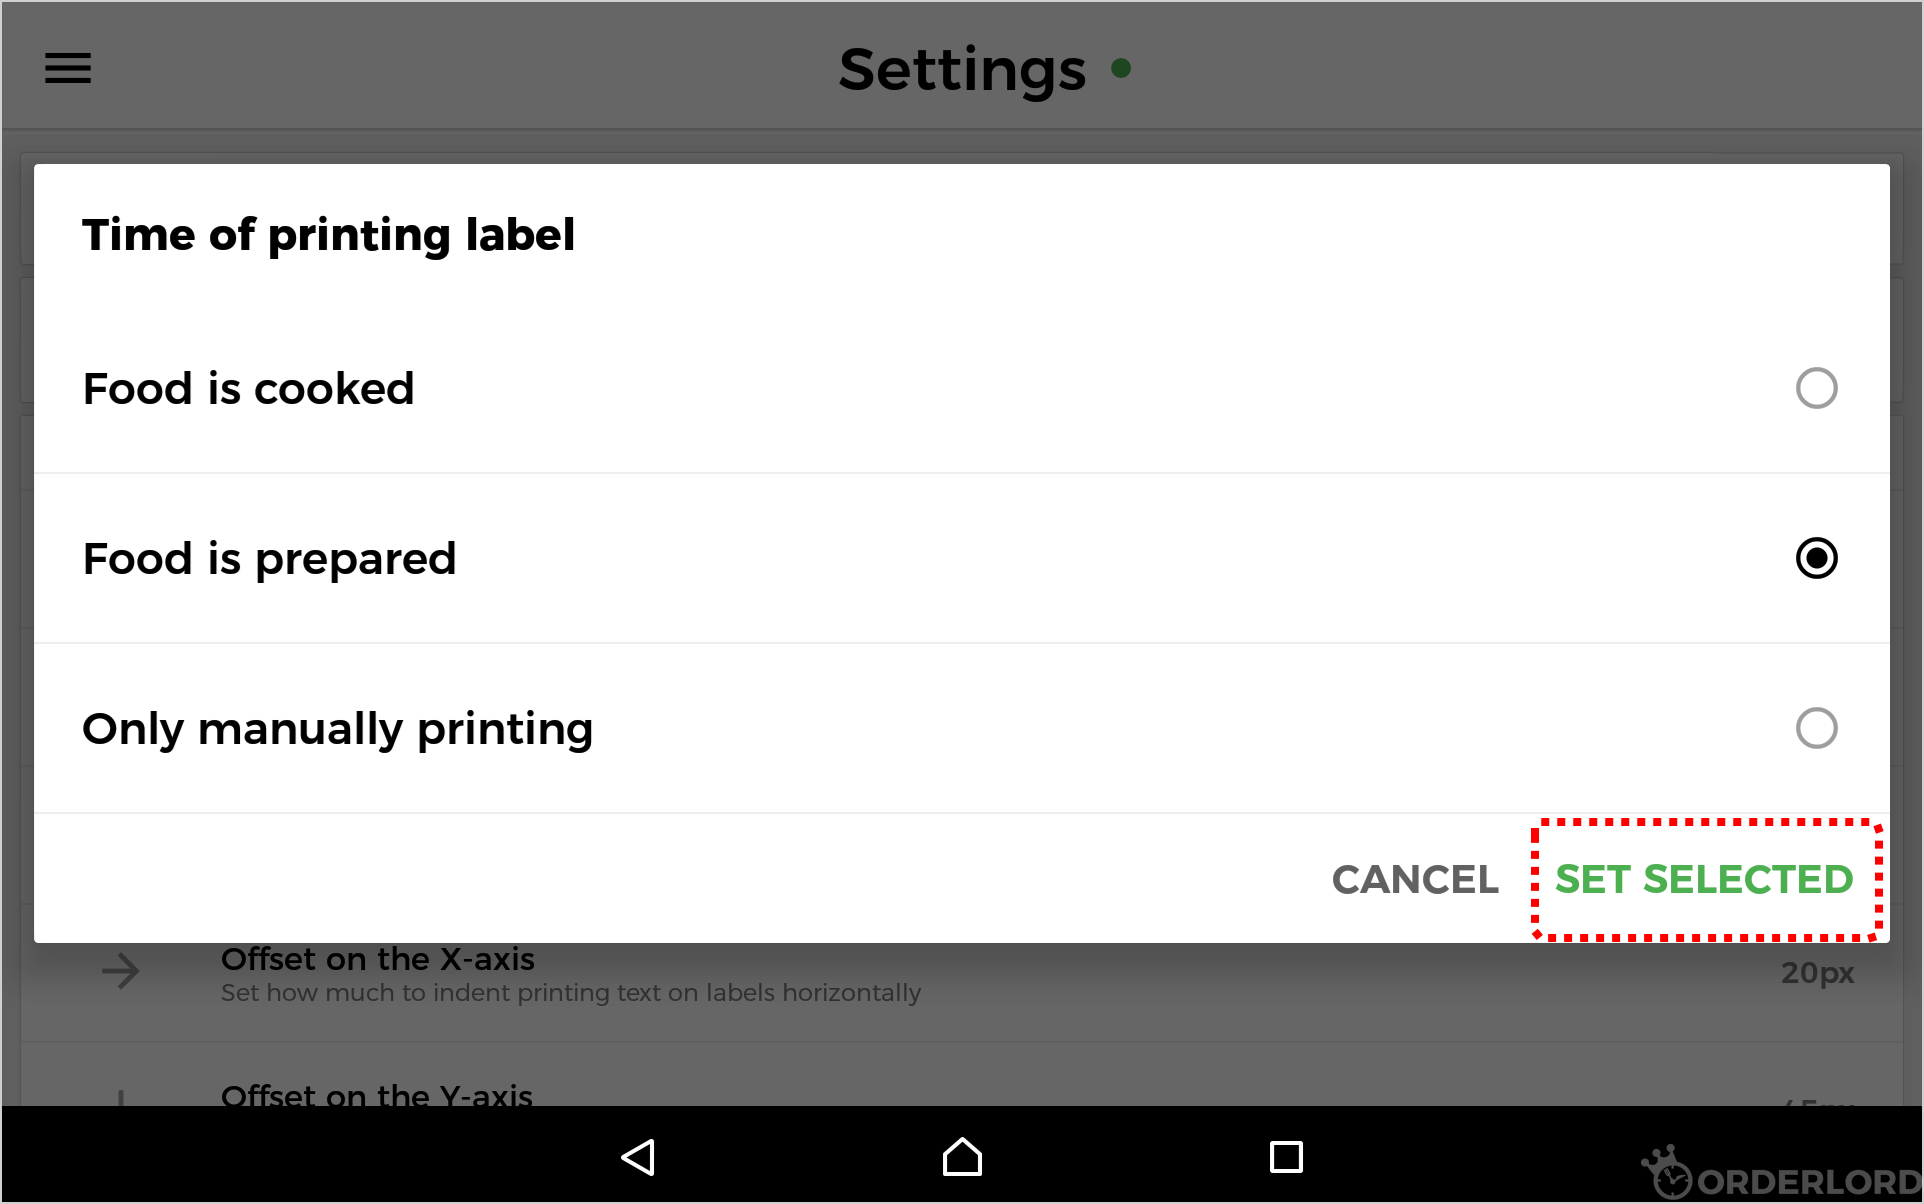 Settings
Time of printing label
Food is cooked
Food is prepared
Only manually printing
CANCEL
SET SELECTED
Offset on the X-axis
20px
Set how much to indent printing text on labels horizontally
Offset on the Y-axis
ORDERLORD